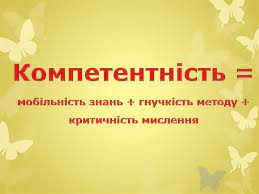 Компетентність =
мобільність знань + гнучкість методу +
критичність мислення